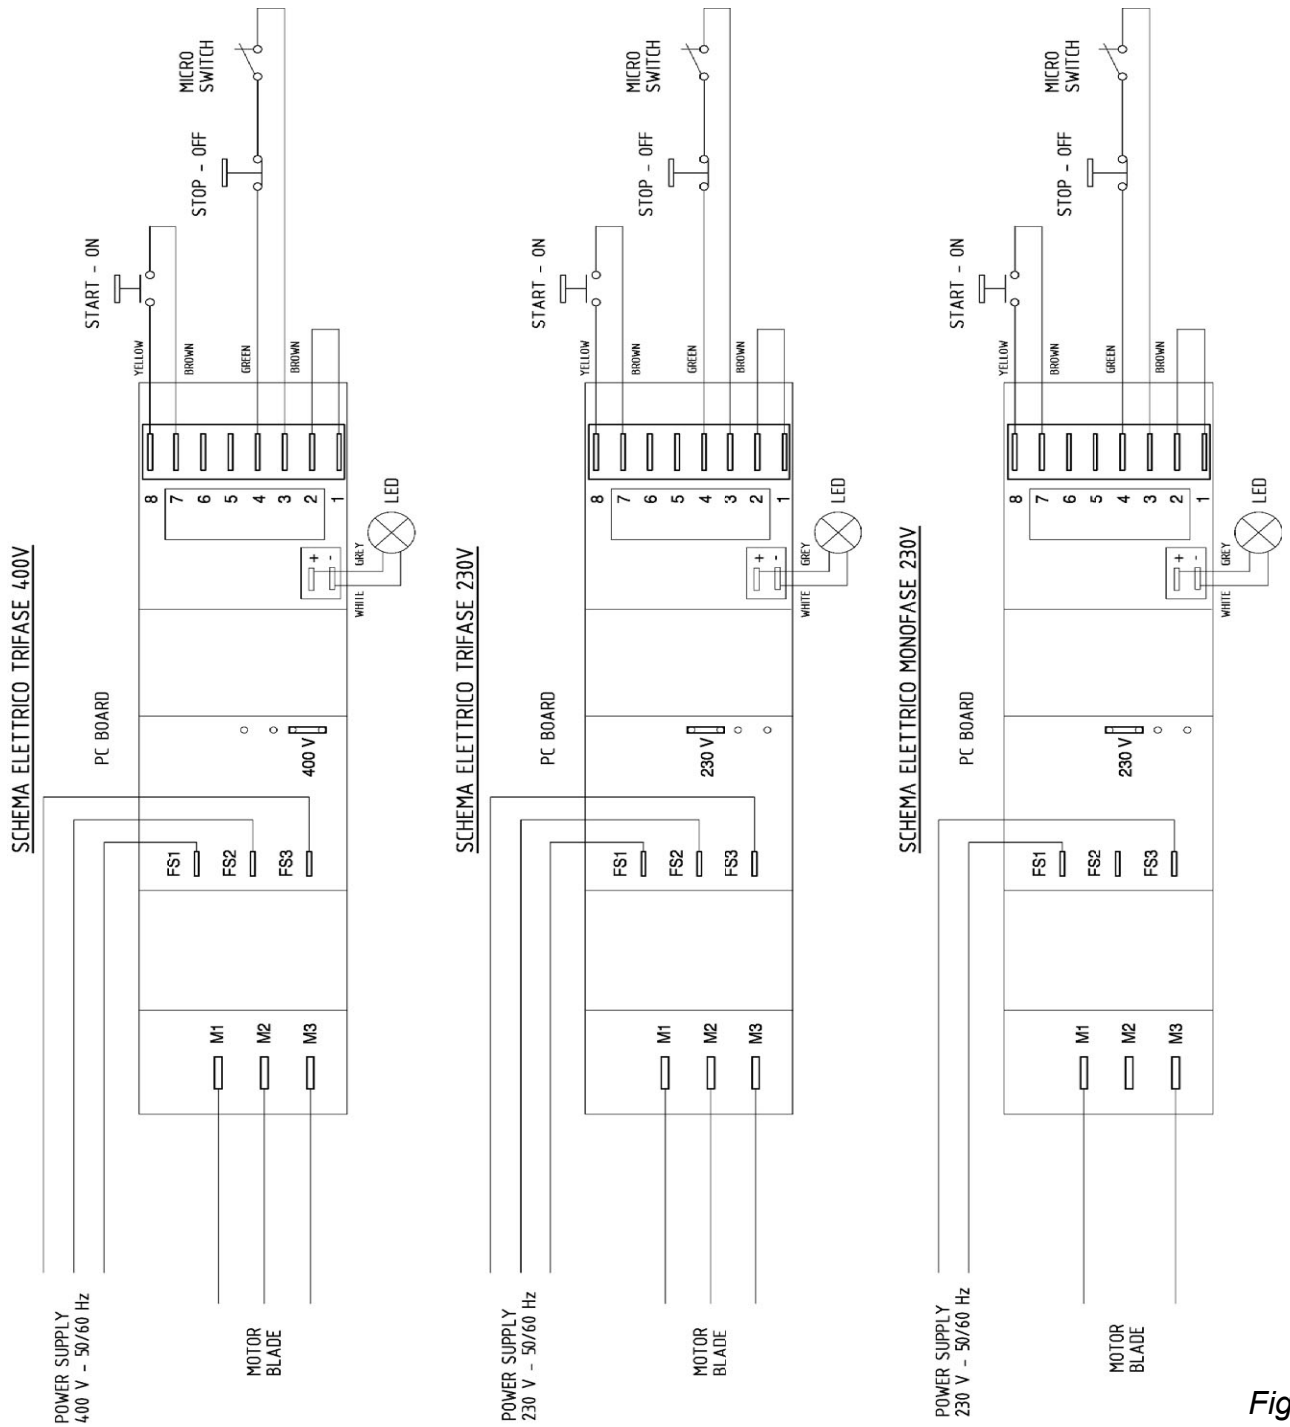 SCHEMA ELETTRICO TRIFASE 400V
POWER SUPPLY
400 V - 50/60 Hz
PC BOARD
START - ON
STOP - OFF
MICRO
SWITCH
YELLOW
BROWN
GREEN
BROWN
8
7
6
5
4
3
2
1
FS1
FS2
FS3
400 V
M1
M2
M3
+
-
WHITE
GREY
LED
MOTOR
BLADE
SCHEMA ELETTRICO TRIFASE 230V
POWER SUPPLY
230 V - 50/60 Hz
PC BOARD
START - ON
STOP - OFF
MICRO
SWITCH
YELLOW
BROWN
GREEN
BROWN
8
7
6
5
4
3
2
1
FS1
FS2
FS3
230 V
M1
M2
M3
+
-
WHITE
GREY
LED
MOTOR
BLADE
SCHEMA ELETTRICO MONOFASE 230V
POWER SUPPLY
230 V - 50/60 Hz
PC BOARD
START - ON
STOP - OFF
MICRO
SWITCH
YELLOW
BROWN
GREEN
BROWN
8
7
6
5
4
3
2
1
FS1
FS2
FS3
230 V
M1
M2
M3
+
-
WHITE
GREY
LED
MOTOR
BLADE
Fig